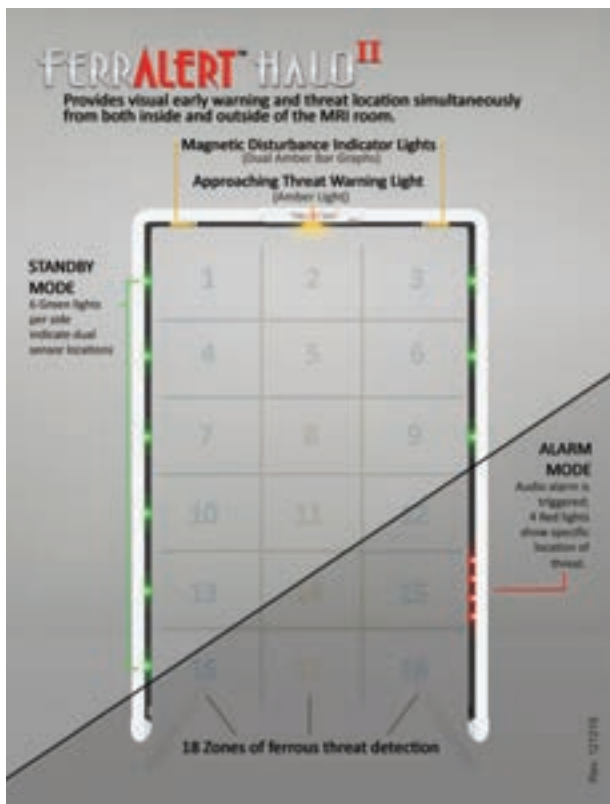 FERRALERT™ HALO II
Provides visual early warning and threat location simultaneously
from both inside and outside of the MRI room.
Magnetic Disturbance Indicator Lights
(Dual Amber Bar Graphs)
Approaching Threat Warning Light
(Amber Light)
STANDBY
MODE
6 Green lights
per side
indicate dual
sensor locations
1 2 3
4 5 6
7 8 9
10 11 12
13 14 15
16 17 18
ALARM
MODE
Audio alarm is
triggered;
4 Red lights
show specific
location of
threat.
18 Zones of ferrous threat detection
Rev. 121218